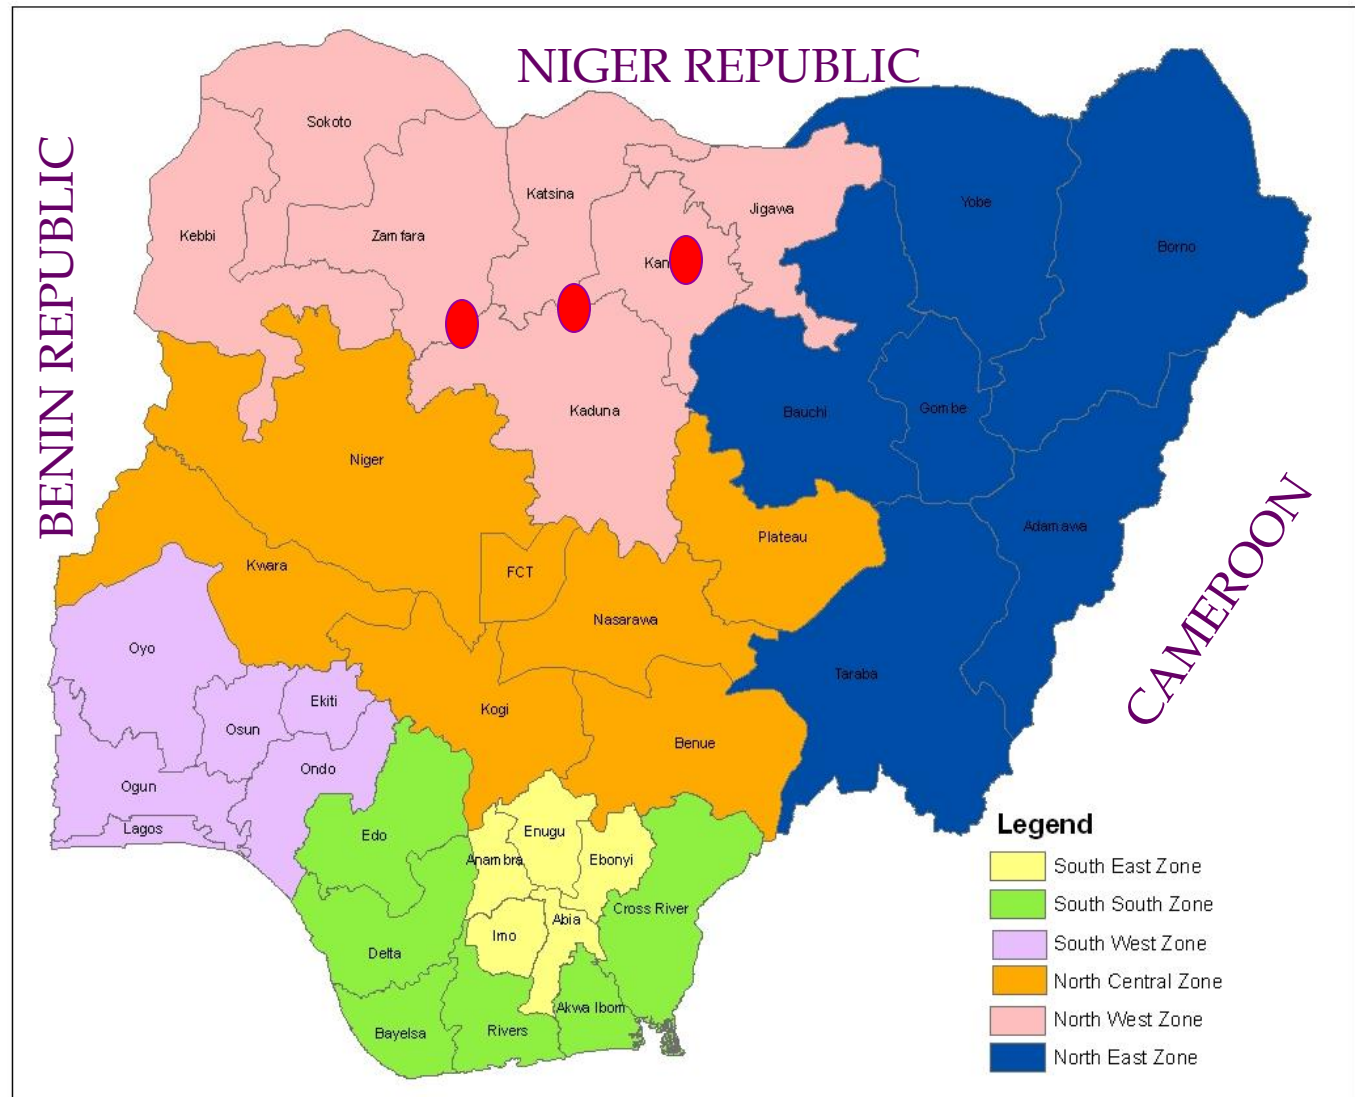 NIGER REPUBLIC
BENIN REPUBLIC
CAMEROON
Sokoto
Katsina
Jigawa
Yobe
Kebbi
Zamfara
Kan
Borno
Kaduna
Bauchi
Gombe
Niger
Adamawa
Plateau
Kwara
FCT
Nasarawa
Oyo
Taraba
Ekiti
Kogi
Osun
Benue
Ondo
Ogun
Lagos
Edo
Enugu
Anambra
Ebonyi
Cross River
Abia
Imo
Delta
Akwa Ibom
Rivers
Bayelsa
Legend
South East Zone
South South Zone
South West Zone
North Central Zone
North West Zone
North East Zone